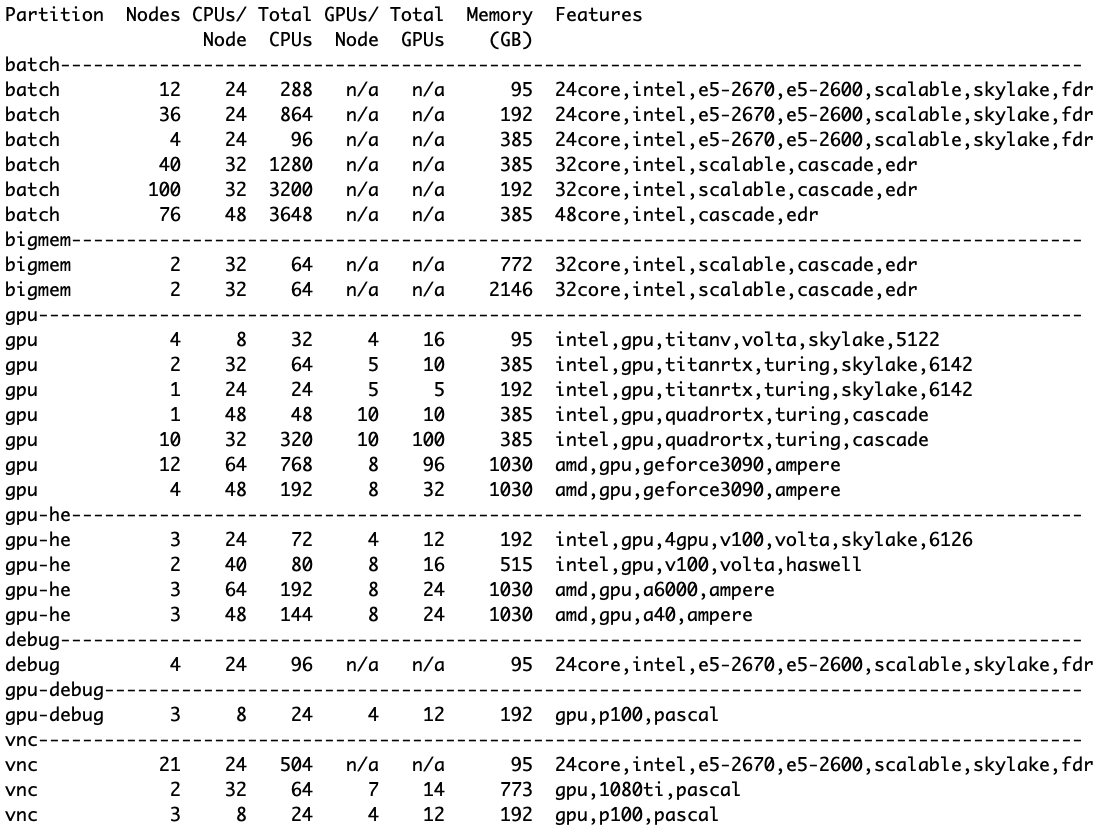 Partition  Nodes CPUs/ Total GPUs/ Total  Memory  Features
                  Node  CPUs  Node  GPUs    (GB)
batch---------------------------------------------------------------------------------------------
batch         12    24   288   n/a   n/a      95  24core,intel,e5-2670,e5-2600,scalable,skylake,fdr
batch         36    24   864   n/a   n/a     192  24core,intel,e5-2670,e5-2600,scalable,skylake,fdr
batch          4    24    96   n/a   n/a     385  24core,intel,e5-2670,e5-2600,scalable,skylake,fdr
batch         40    32  1280   n/a   n/a     385  32core,intel,scalable,cascade,edr
batch        100    32  3200   n/a   n/a     192  32core,intel,scalable,cascade,edr
batch         76    48  3648   n/a   n/a     385  48core,intel,cascade,edr
bigmem--------------------------------------------------------------------------------------------
bigmem         2    32    64   n/a   n/a     772  32core,intel,scalable,cascade,edr
bigmem         2    32    64   n/a   n/a    2146  32core,intel,scalable,cascade,edr
gpu-----------------------------------------------------------------------------------------------
gpu            4     8    32     4    16      95  intel,gpu,titanv,volta,skylake,5122
gpu            2    32    64     5    10     385  intel,gpu,titanrtx,turing,skylake,6142
gpu            1    24    24     5     5     192  intel,gpu,titanrtx,turing,skylake,6142
gpu            1    48    48    10    10     385  intel,gpu,quadrortx,turing,cascade
gpu           10    32   320    10   100     385  intel,gpu,quadrortx,turing,cascade
gpu           12    64   768     8    96    1030  amd,gpu,geforce3090,ampere
gpu            4    48   192     8    32    1030  amd,gpu,geforce3090,ampere
gpu-he--------------------------------------------------------------------------------------------
gpu-he         3    24    72     4    12     192  intel,gpu,4gpu,v100,volta,skylake,6126
gpu-he         2    40    80     8    16     515  intel,gpu,v100,volta,haswell
gpu-he         3    64   192     8    24    1030  amd,gpu,a6000,ampere
gpu-he         3    48   144     8    24    1030  amd,gpu,a40,ampere
debug---------------------------------------------------------------------------------------------
debug          4    24    96   n/a   n/a      95  24core,intel,e5-2670,e5-2600,scalable,skylake,fdr
gpu-debug-----------------------------------------------------------------------------------------
gpu-debug      3     8    24     4    12     192  gpu,p100,pascal
vnc-----------------------------------------------------------------------------------------------
vnc           21    24   504   n/a   n/a      95  24core,intel,e5-2670,e5-2600,scalable,skylake,fdr
vnc            2    32    64     7    14     773  gpu,1080ti,pascal
vnc            3     8    24     4    12     192  gpu,p100,pascal